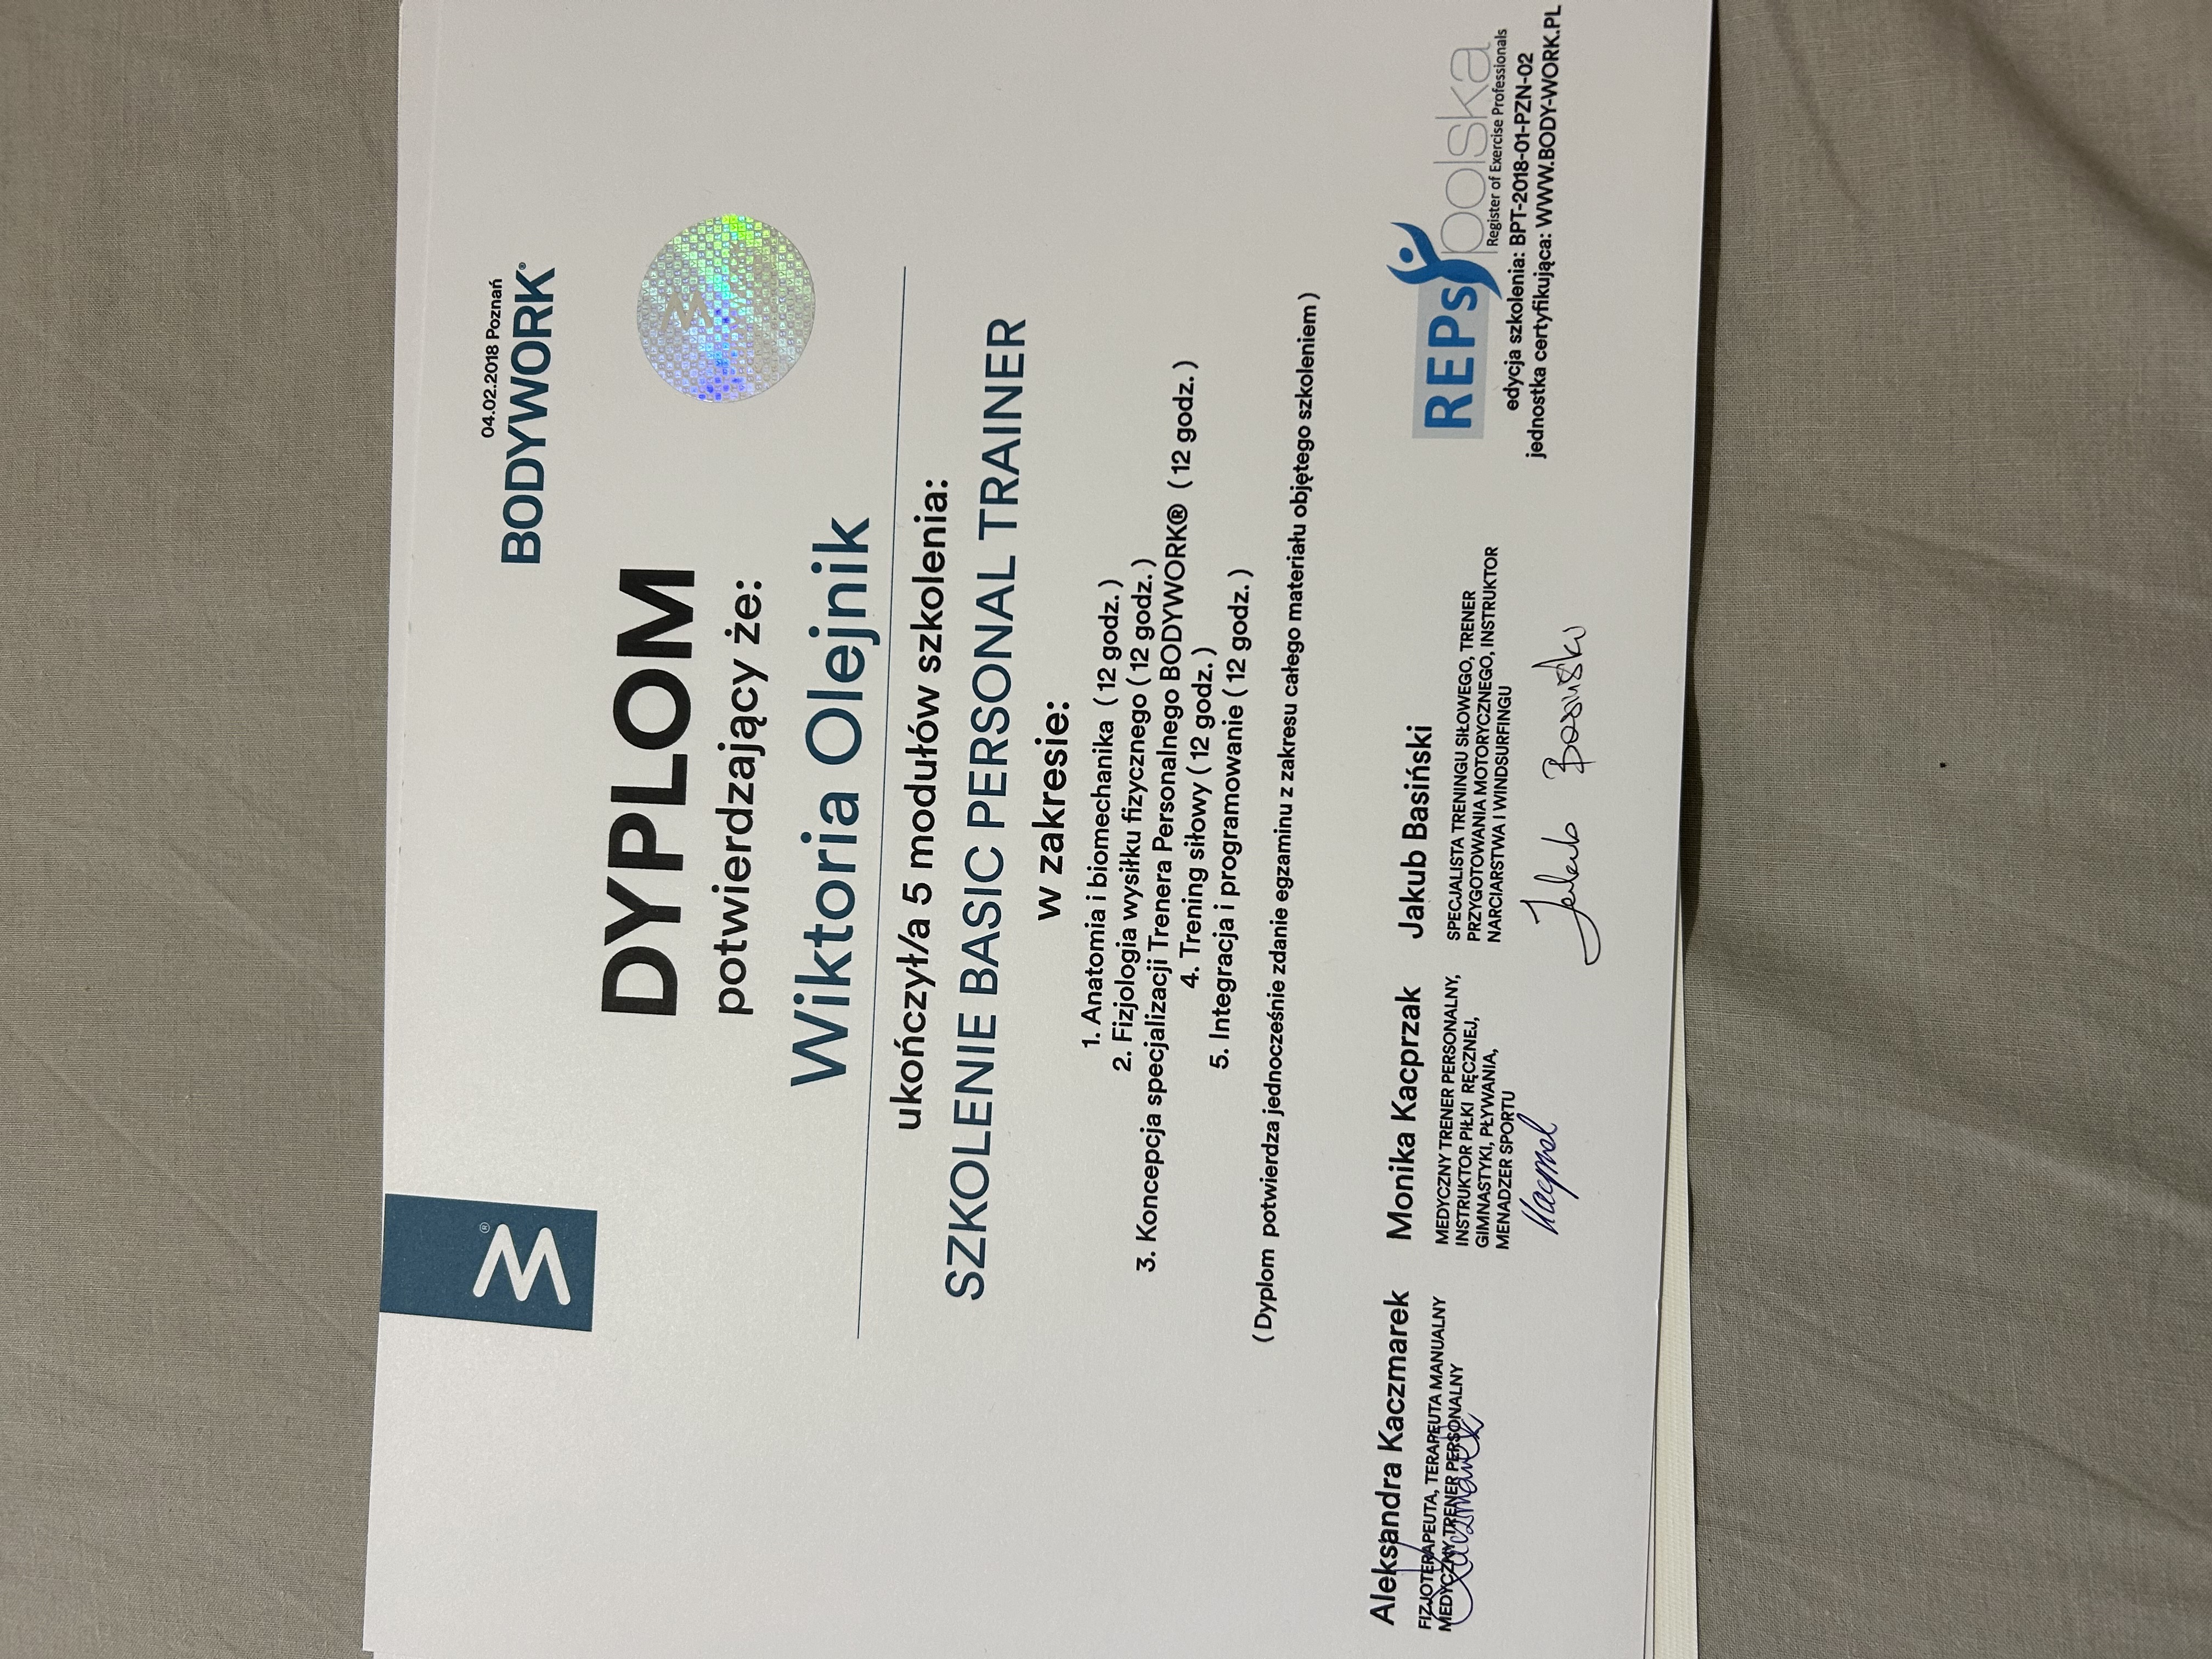 04.02.2018 Poznań
BODYWORK®
DYPLOM
potwierdzający że:
Wiktoria Olejnik
ukończył/a 5 modułów szkolenia:
SZKOLENIE BASIC PERSONAL TRAINER
w zakresie:
1. Anatomia i biomechanika ( 12 godz. )
2. Fizjologia wysiłku fizycznego ( 12 godz. )
3. Koncepcja specjalizacji Trenera Personalnego BODYWORK® ( 12 godz. )
4. Trening siłowy ( 12 godz. )
5. Integracja i programowanie ( 12 godz. )
( Dyplom potwierdza jednocześnie zdanie egzaminu z zakresu całego materiału objętego szkoleniem )
Aleksandra Kaczmarek
FIZJOTERAPEUTA, TERAPEUTA MANUALNY
MEDYCZNY TRENER PERSONALNY
Kaczmarek
Monika Kacprzak
MEDYCZNY TRENER PERSONALNY,
INSTRUKTOR PIŁKI RĘCZNEJ,
GIMNASTYKI, PŁYWANIA,
MENADZER SPORTU
Jakub Basiński
SPECJALISTA TRENINGU SIŁOWEGO, TRENER
PRZYGOTOWANIA MOTORYCZNEGO, INSTRUKTOR
NARCIARSTWA I WINDSURFINGU
Jakub Basiński
REPs polska
Register of Exercise Professionals
edycja szkolenia: BPT-2018-01-PZN-02
jednostka certyfikująca: WWW.BODY-WORK.PL